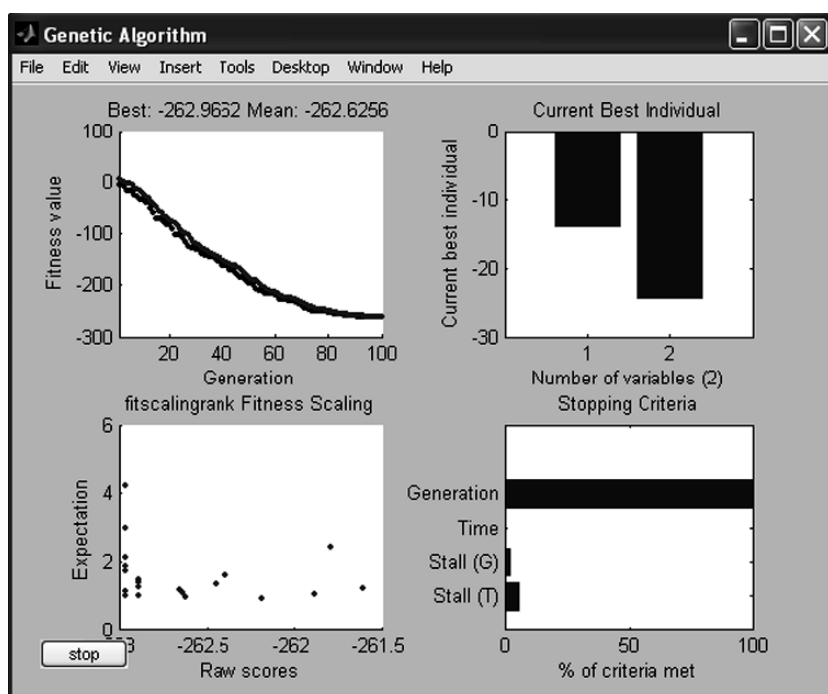 Genetic Algorithm
File Edit View Insert Tools Desktop Window Help
Best: -262.9662 Mean: -262.6256
100
0
-100
-200
-300
Fitness value
20 40 60 80 100
Generation
Current Best Individual
0
-10
-20
-30
Current best individual
1 2
Number of variables (2)
fitscalingrank Fitness Scaling
6
4
2
0
Expectation
-262.5 -262 -261.5
Raw scores
stop
Stopping Criteria
Generation
Time
Stall (G)
Stall (T)
0 50 100
% of criteria met